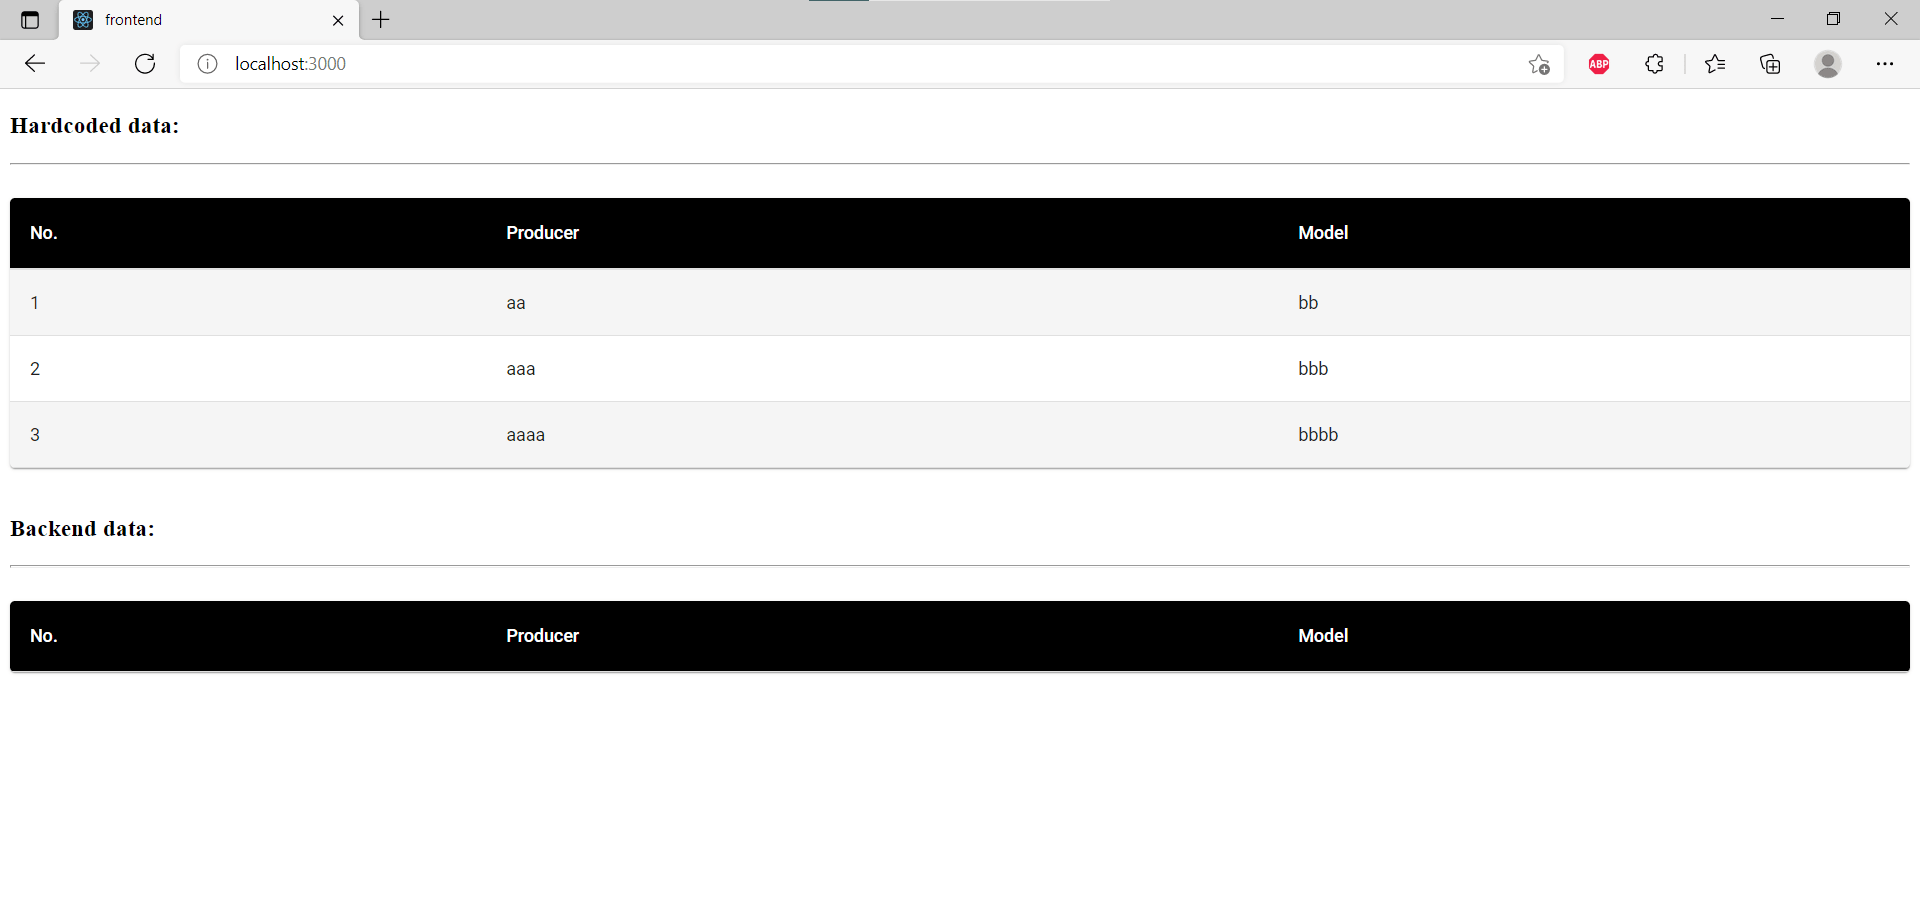 frontend
localhost:3000
ABP
Hardcoded data:
No. Producer Model
1 aa bb
2 aaa bbb
3 aaaa bbbb
Backend data:
No. Producer Model